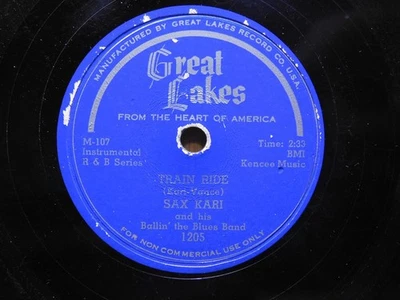 MANUFACTURED BY GREAT LAKES RECORD CO., U.S.A.
Great
Lakes
FROM THE HEART OF AMERICA
M-107
Instrumental
R & B Series
Time: 2:33
BMI
Kencee Music
TRAIN RIDE
(Kari-Vance)
SAX KARI
and his
Ballin' the Blues Band
1205
FOR NON COMMERCIAL USE ONLY